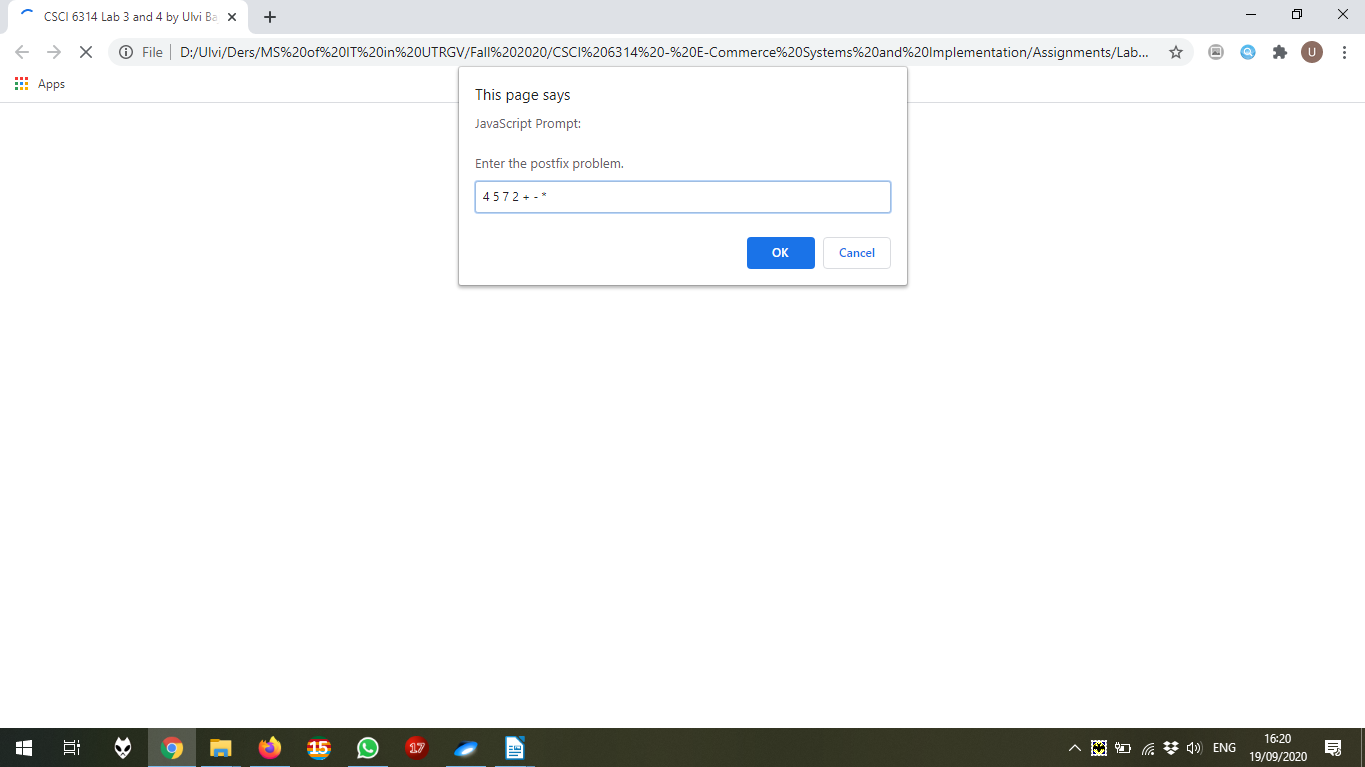 CSCI 6314 Lab 3 and 4 by Ulvi Ba
File
D:/Ulvi/Ders/MS%20of%20IT%20in%20UTRGV/Fall%202020/CSCI%206314%20-%20E-Commerce%20Systems%20and%20Implementation/Assignments/Lab...
U
Apps
This page says
JavaScript Prompt:
Enter the postfix problem.
4 5 7 2 + - *
OK
Cancel
15
17
ENG
16:20
19/09/2020